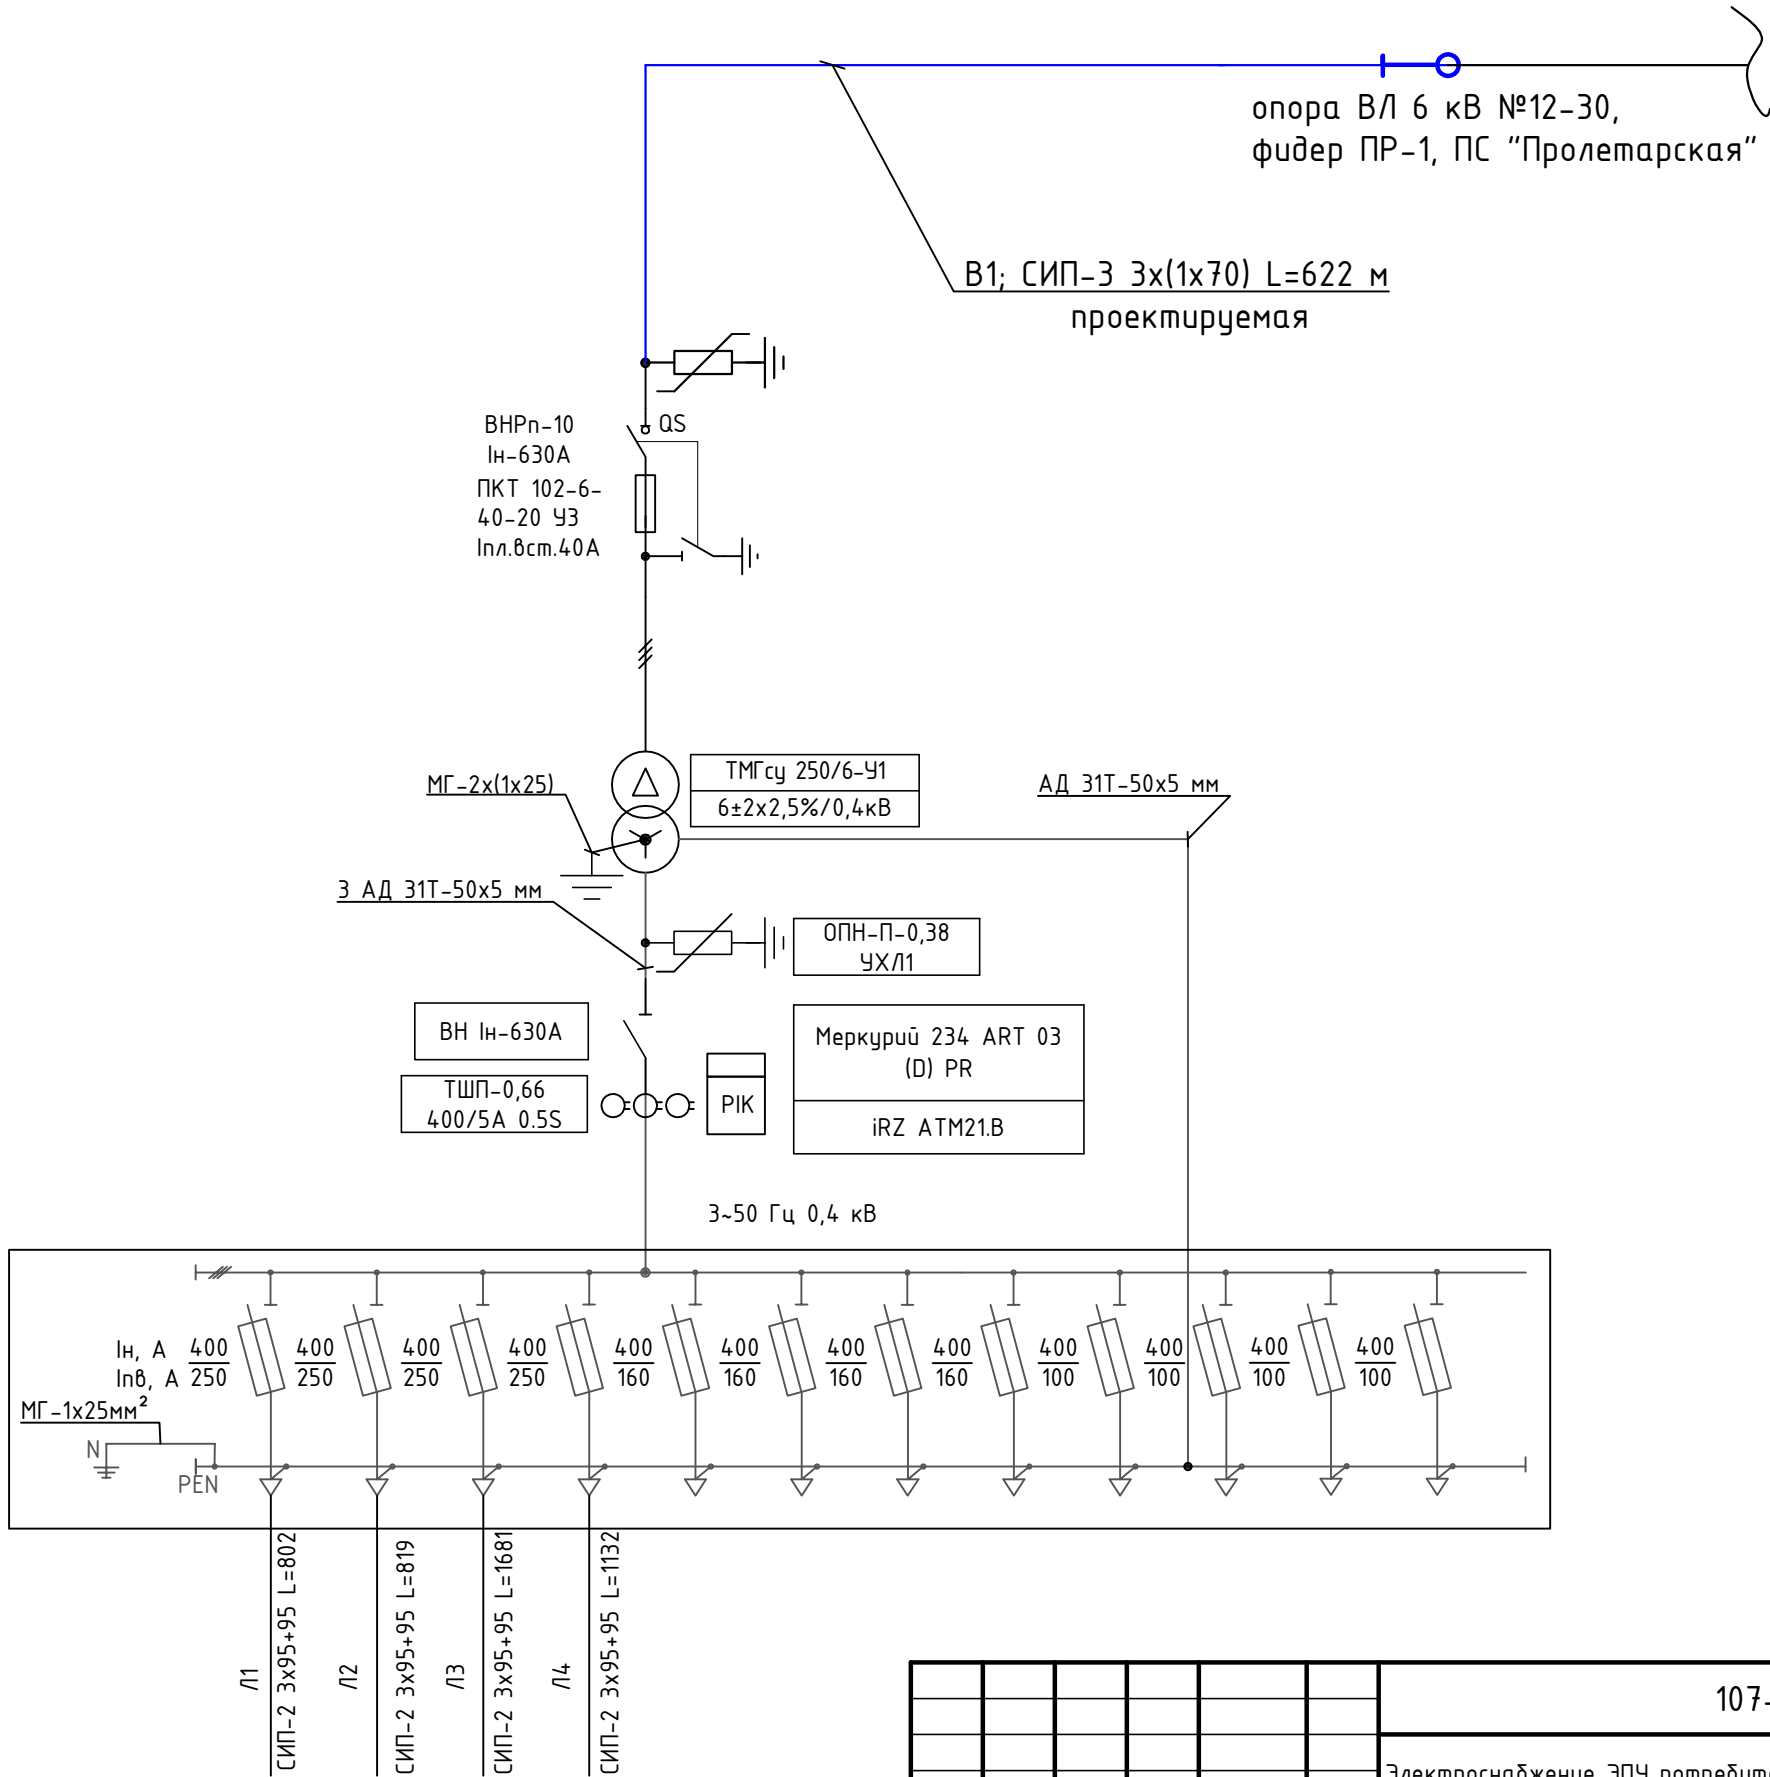 опора ВЛ 6 кВ №12-30,
фидер ПР-1, ПС "Пролетарская"
В1; СИП-3 3х(1х70) L=622 м
проектируемая
ВНРп-10
Iн-630А
QS
ПКТ 102-6-
40-20 У3
Iпл.вст.40А
МГ-2х(1х25)
ТМГсу 250/6-У1
6±2х2,5%/0,4кВ
АД 31Т-50х5 мм
3 АД 31Т-50х5 мм
ОПН-П-0,38
УХЛ1
ВН Iн-630А
ТШП-0,66
400/5А 0.5S
PIK
Меркурий 234 ART 03
(D) PR
iRZ ATM21.B
3~50 Гц 0,4 кВ
Iн, А 400 400 400 400 400 400 400 400 400 400 400 400
Iпв, А 250 250 250 250 160 160 160 160 100 100 100 100
МГ-1х25мм²
N
PEN
Л1
СИП-2 3х95+95 L=802
Л2
СИП-2 3х95+95 L=819
Л3
СИП-2 3х95+95 L=1681
Л4
СИП-2 3х95+95 L=1132
107-
Электроснабжение ЭПУ потребите